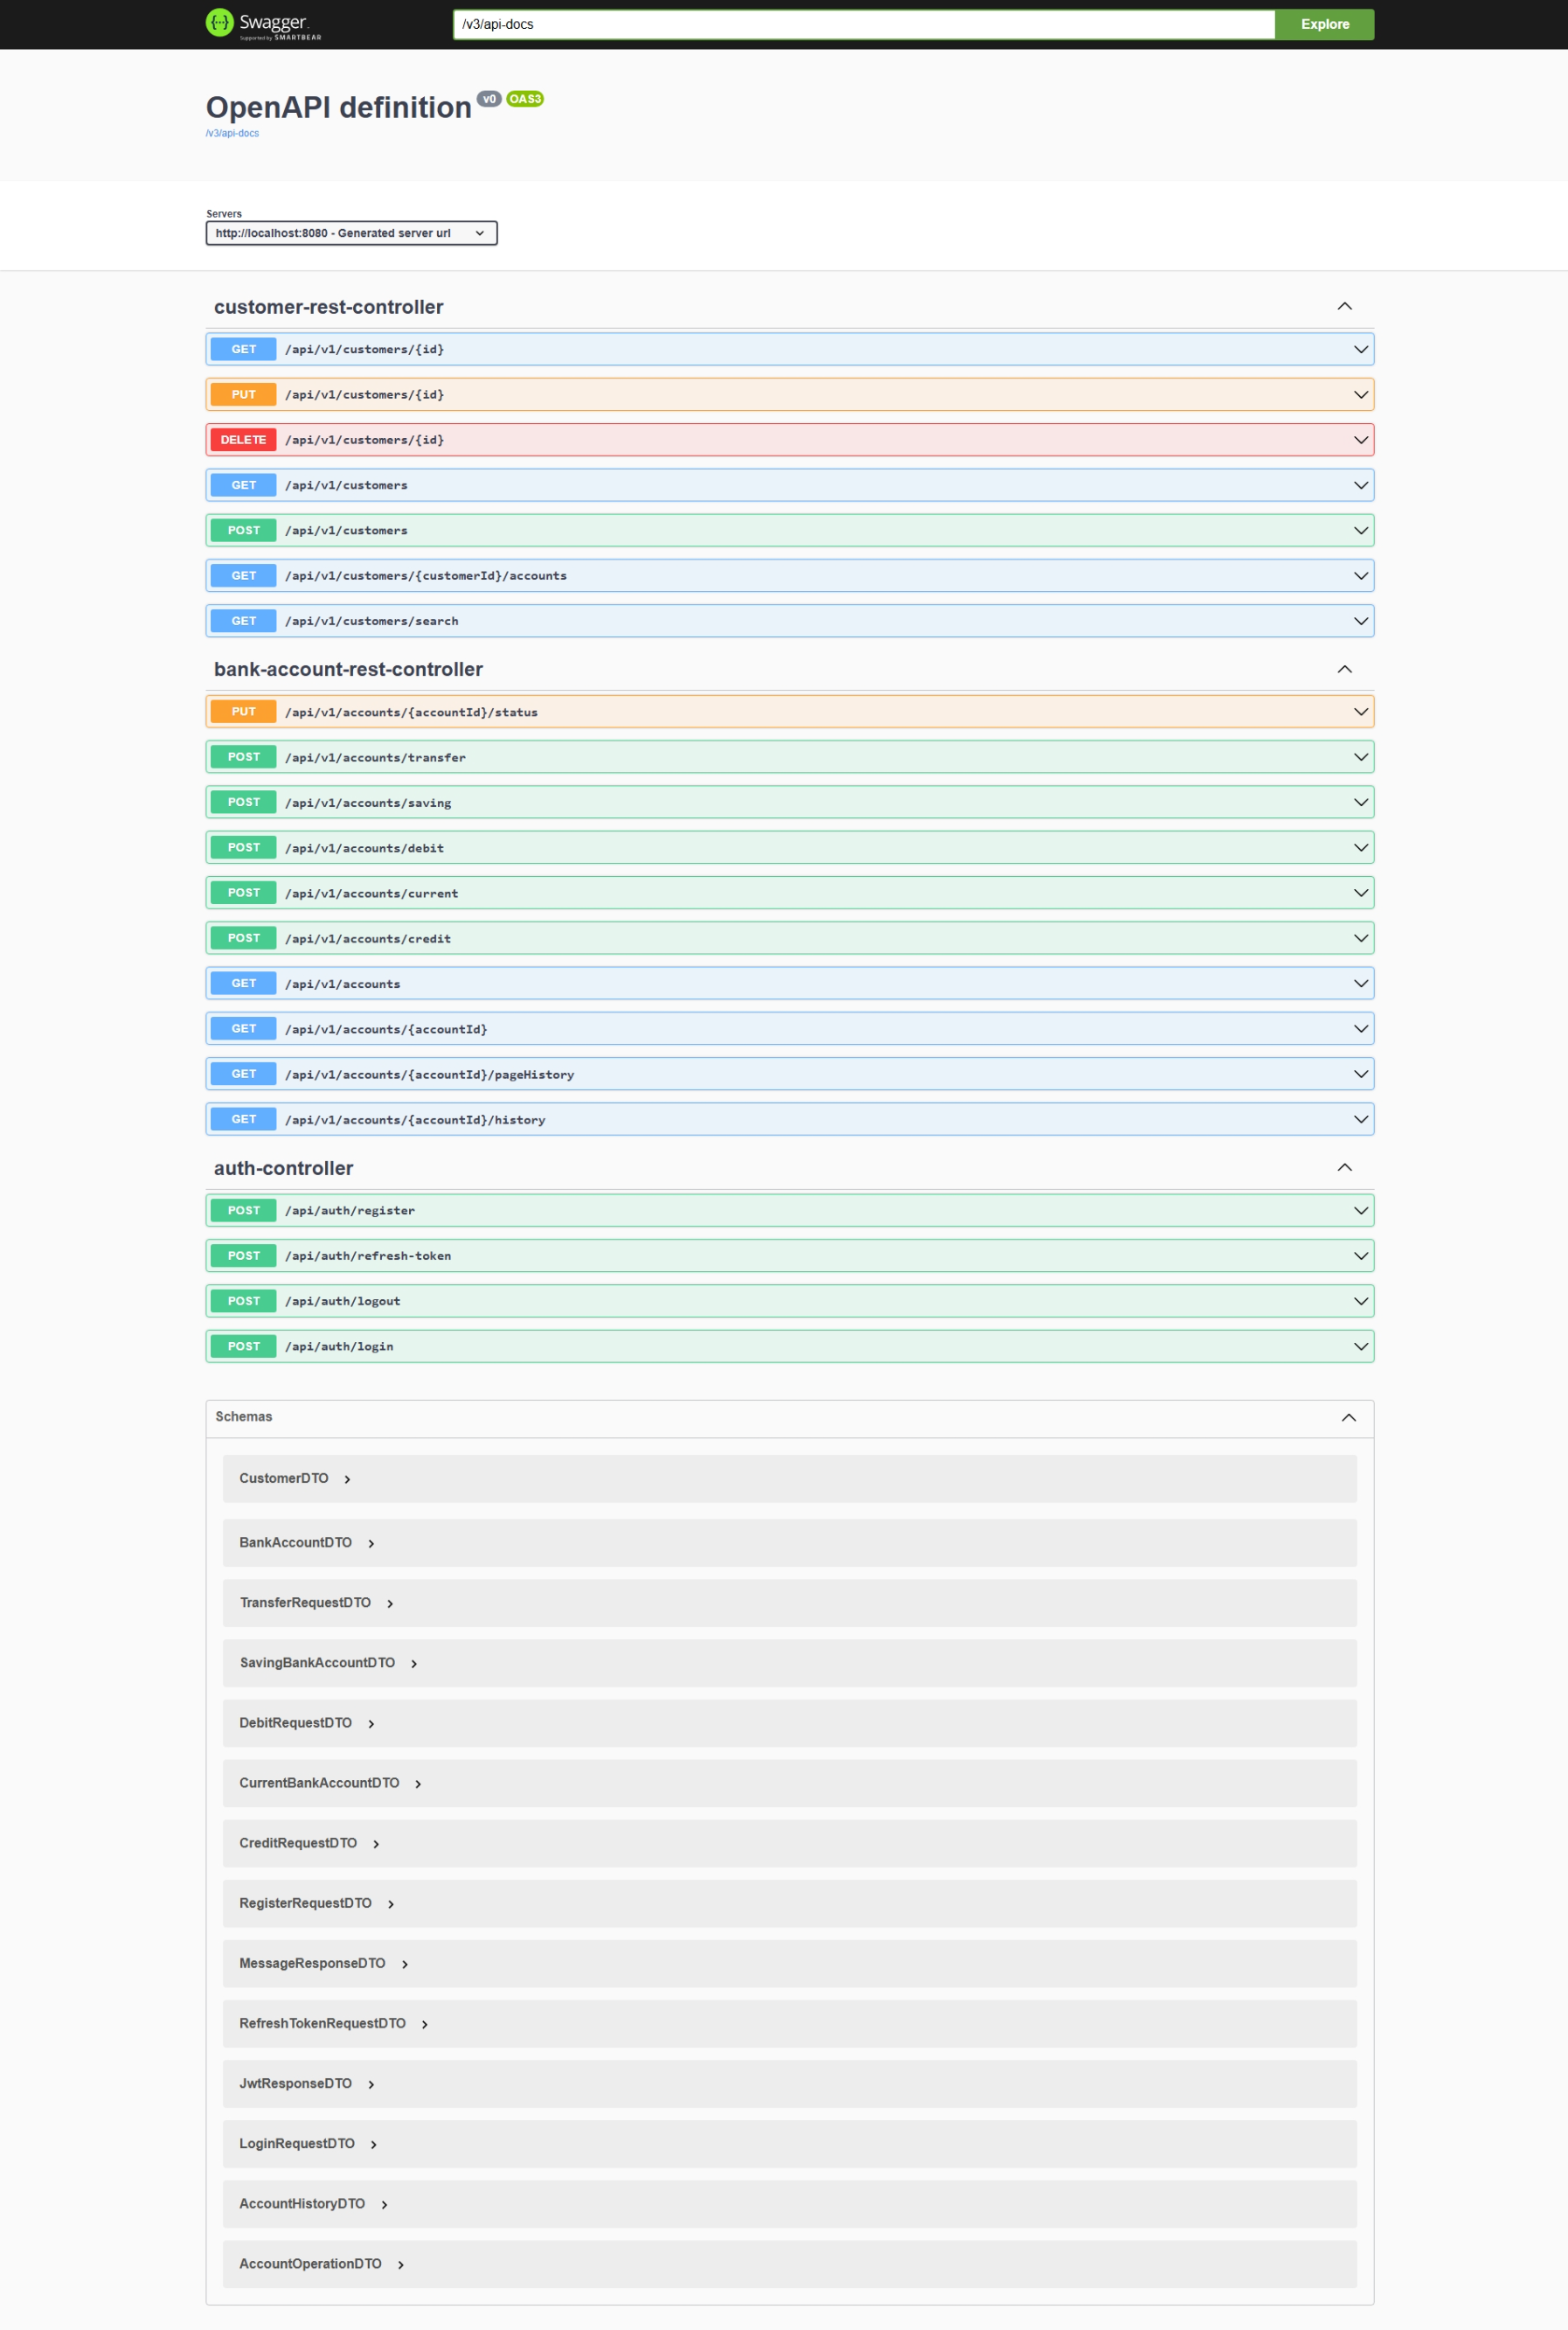 Swagger.
Supported by SMARTBEAR
/v3/api-docs
Explore
OpenAPI definition v0 OAS3
/v3/api-docs
Servers
http://localhost:8080 - Generated server url
customer-rest-controller
GET /api/v1/customers/{id}
PUT /api/v1/customers/{id}
DELETE /api/v1/customers/{id}
GET /api/v1/customers
POST /api/v1/customers
GET /api/v1/customers/{customerId}/accounts
GET /api/v1/customers/search
bank-account-rest-controller
PUT /api/v1/accounts/{accountId}/status
POST /api/v1/accounts/transfer
POST /api/v1/accounts/saving
POST /api/v1/accounts/debit
POST /api/v1/accounts/current
POST /api/v1/accounts/credit
GET /api/v1/accounts
GET /api/v1/accounts/{accountId}
GET /api/v1/accounts/{accountId}/pageHistory
GET /api/v1/accounts/{accountId}/history
auth-controller
POST /api/auth/register
POST /api/auth/refresh-token
POST /api/auth/logout
POST /api/auth/login
Schemas
CustomerDTO
BankAccountDTO
TransferRequestDTO
SavingBankAccountDTO
DebitRequestDTO
CurrentBankAccountDTO
CreditRequestDTO
RegisterRequestDTO
MessageResponseDTO
RefreshTokenRequestDTO
JwtResponseDTO
LoginRequestDTO
AccountHistoryDTO
AccountOperationDTO